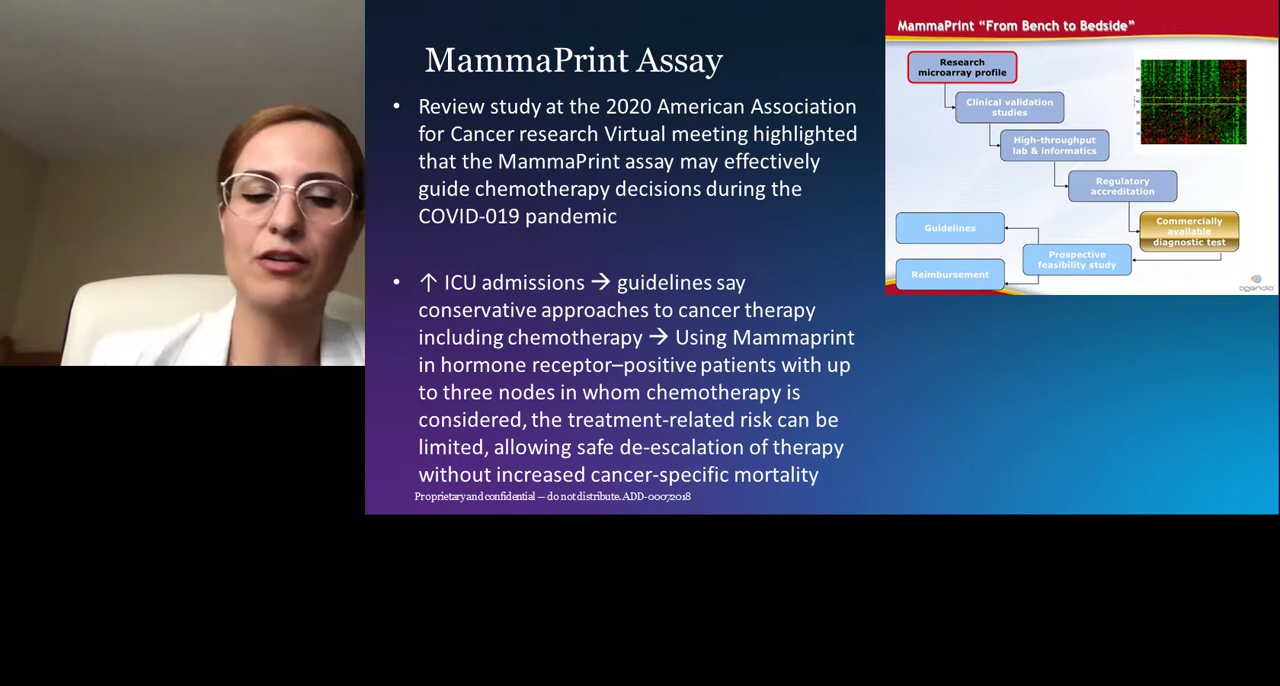 MammaPrint Assay
• Review study at the 2020 American Association
for Cancer research Virtual meeting highlighted
that the MammaPrint assay may effectively
guide chemotherapy decisions during the
COVID-019 pandemic
• ↑ ICU admissions → guidelines say
conservative approaches to cancer therapy
including chemotherapy → Using Mammaprint
in hormone receptor–positive patients with up
to three nodes in whom chemotherapy is
considered, the treatment-related risk can be
limited, allowing safe de-escalation of therapy
without increased cancer-specific mortality
Proprietary and confidential — do not distribute. ADD-00072018
MammaPrint “From Bench to Bedside”
Research
microarray profile
Clinical validation
studies
High-throughput
lab & informatics
Regulatory
accreditation
Commercially
available
diagnostic test
Prospective
feasibility study
Guidelines
Reimbursement
agendia